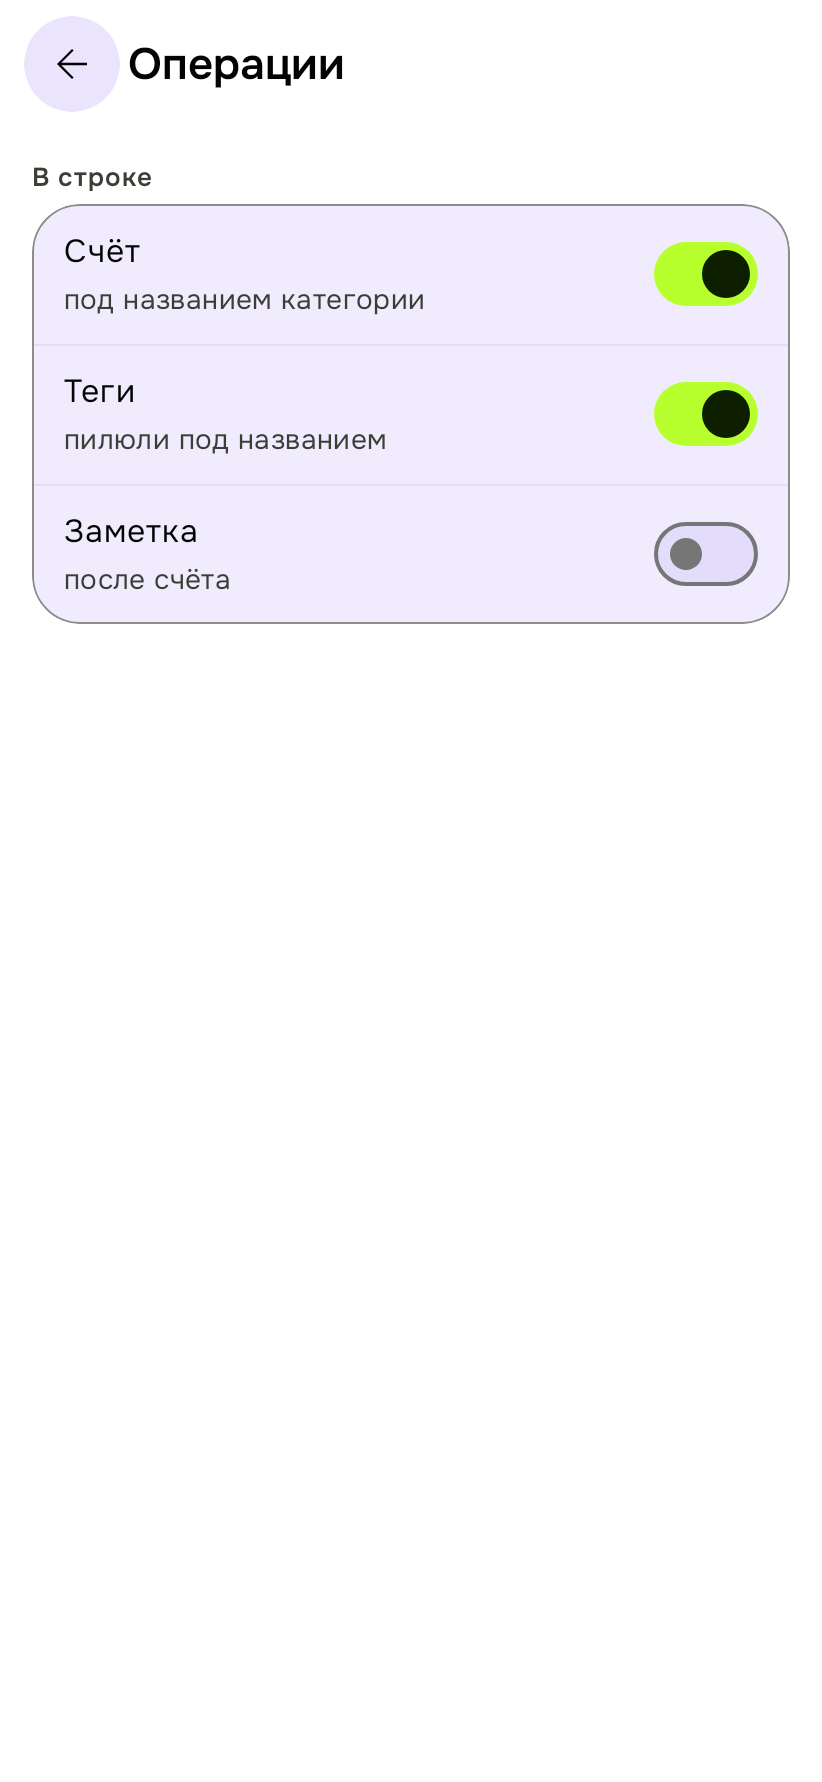 Операции
В строке
Счёт
под названием категории
Теги
пилюли под названием
Заметка
после счёта